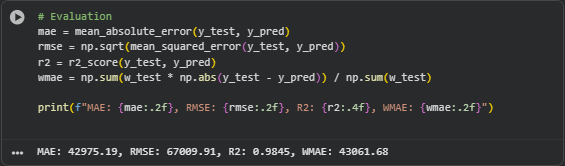 # Evaluation
mae = mean_absolute_error(y_test, y_pred)
rmse = np.sqrt(mean_squared_error(y_test, y_pred))
r2 = r2_score(y_test, y_pred)
wmae = np.sum(w_test * np.abs(y_test - y_pred)) / np.sum(w_test)
print(f"MAE: {mae:.2f}, RMSE: {rmse:.2f}, R2: {r2:.4f}, WMAE: {wmae:.2f}")
MAE: 42975.19, RMSE: 67009.91, R2: 0.9845, WMAE: 43061.68